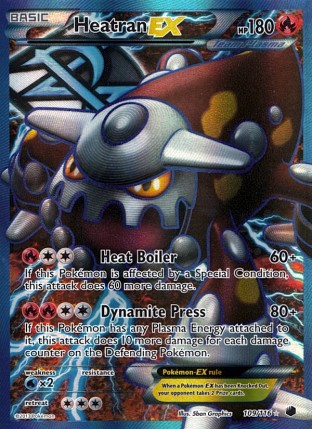 BASIC
Heatran EX
HP180
Team Plasma
Heat Boiler 60+
If this Pokémon is affected by a Special Condition,
this attack does 60 more damage.
Dynamite Press 80+
If this Pokémon has any Plasma Energy attached to
it, this attack does 10 more damage for each damage
counter on the Defending Pokémon.
weakness
resistance
×2
retreat
Pokémon-EX rule
When a Pokémon-EX has been Knocked Out,
your opponent takes 2 Prize cards.
©2013 Pokémon
Illus. 5ban Graphics
109/116